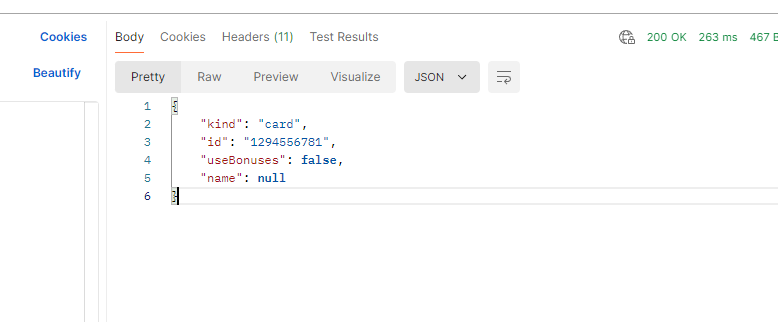 Cookies
Beautify
Body Cookies Headers (11) Test Results 200 OK 263 ms 467 B
Pretty Raw Preview Visualize JSON
1 {
2 "kind": "card",
3 "id": "1294556781",
4 "useBonuses": false,
5 "name": null
6 }